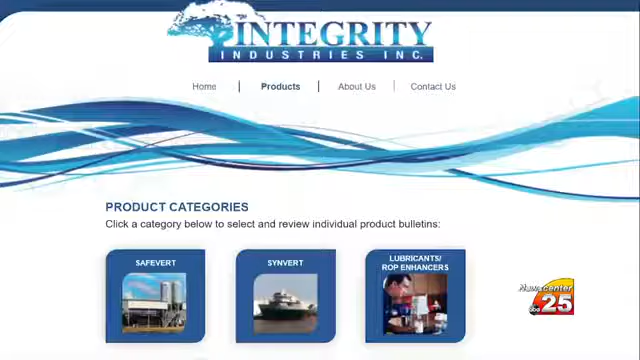 INTEGRITY
INDUSTRIES INC.
Home
Products
About Us
Contact Us
PRODUCT CATEGORIES
Click a category below to select and review individual product bulletins:
SAFEVERT
SYNVERT
LUBRICANTS/
ROP ENHANCERS
Newscenter
abc 25